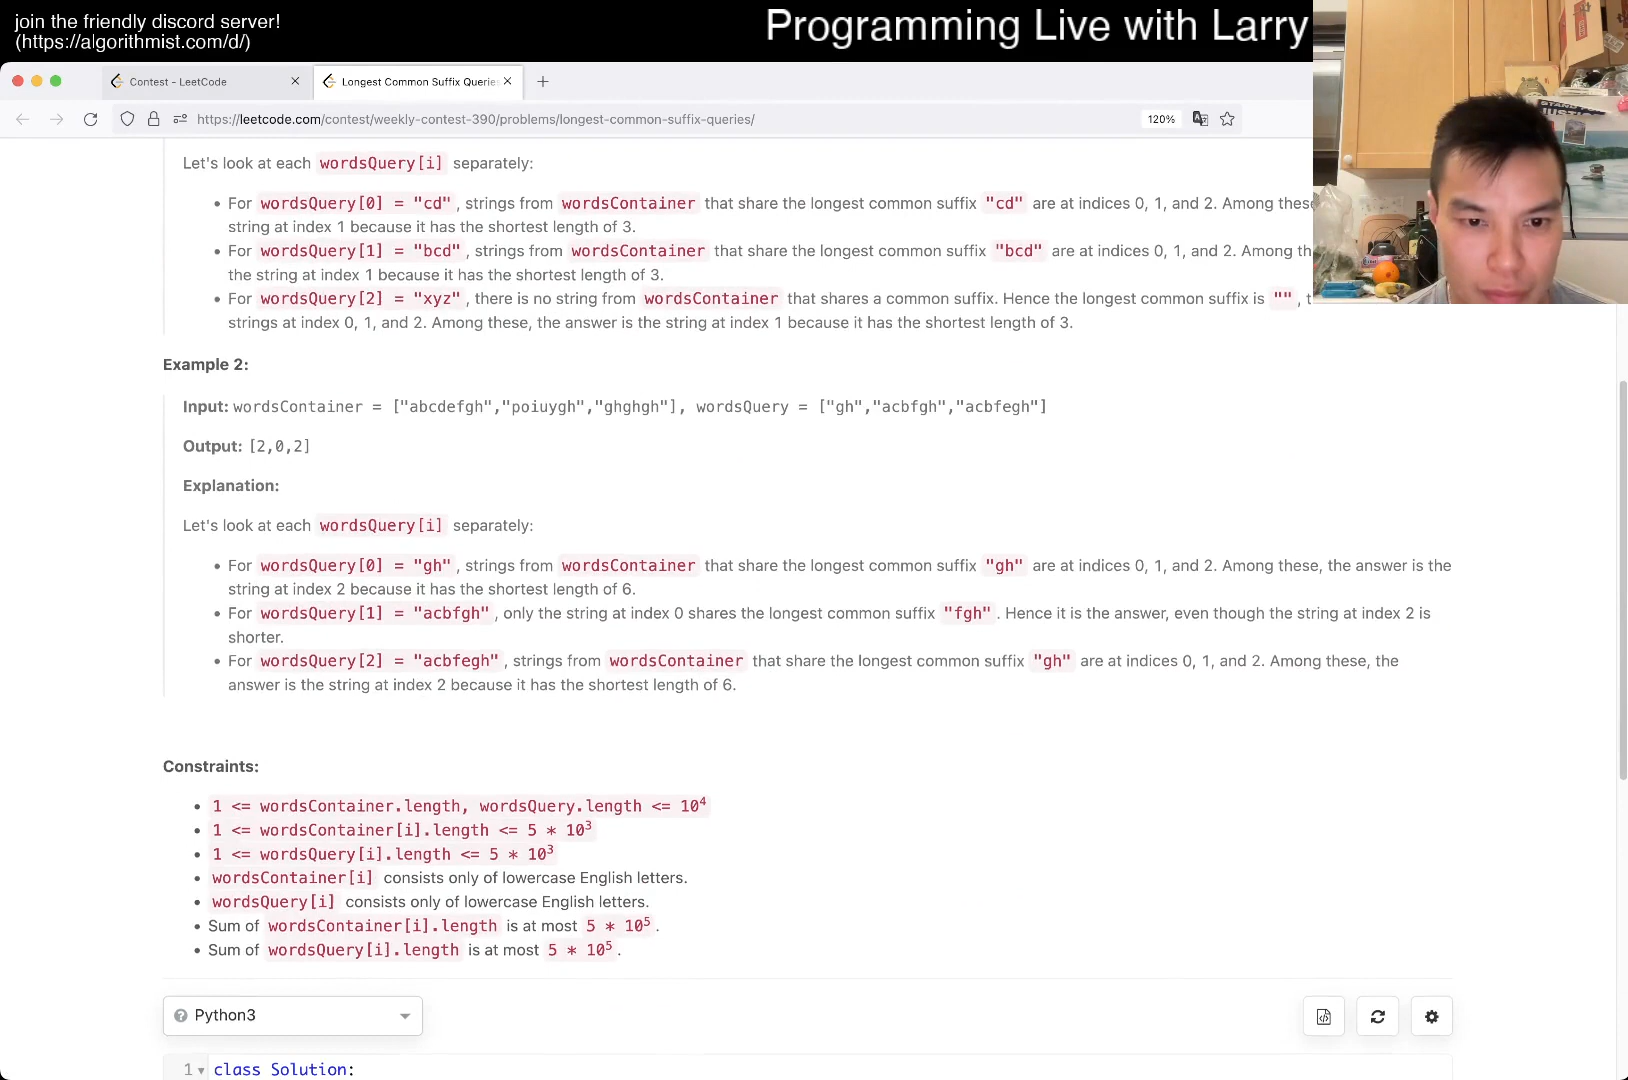 join the friendly discord server!
(https://algorithmist.com/d/)
Programming Live with Larry
Contest - LeetCode
Longest Common Suffix Querie
https://leetcode.com/contest/weekly-contest-390/problems/longest-common-suffix-queries/
120%
Let's look at each wordsQuery[i] separately:
• For wordsQuery[0] = "cd", strings from wordsContainer that share the longest common suffix "cd" are at indices 0, 1, and 2. Among these
string at index 1 because it has the shortest length of 3.
• For wordsQuery[1] = "bcd", strings from wordsContainer that share the longest common suffix "bcd" are at indices 0, 1, and 2. Among th
the string at index 1 because it has the shortest length of 3.
• For wordsQuery[2] = "xyz", there is no string from wordsContainer that shares a common suffix. Hence the longest common suffix is "", t
strings at index 0, 1, and 2. Among these, the answer is the string at index 1 because it has the shortest length of 3.
Example 2:
Input: wordsContainer = ["abcdefgh","poiuygh","ghghgh"], wordsQuery = ["gh","acbfgh","acbfegh"]
Output: [2,0,2]
Explanation:
Let's look at each wordsQuery[i] separately:
• For wordsQuery[0] = "gh", strings from wordsContainer that share the longest common suffix "gh" are at indices 0, 1, and 2. Among these, the answer is the
string at index 2 because it has the shortest length of 6.
• For wordsQuery[1] = "acbfgh", only the string at index 0 shares the longest common suffix "fgh". Hence it is the answer, even though the string at index 2 is
shorter.
• For wordsQuery[2] = "acbfegh", strings from wordsContainer that share the longest common suffix "gh" are at indices 0, 1, and 2. Among these, the
answer is the string at index 2 because it has the shortest length of 6.
Constraints:
• 1 <= wordsContainer.length, wordsQuery.length <= 10⁴
• 1 <= wordsContainer[i].length <= 5 * 10³
• 1 <= wordsQuery[i].length <= 5 * 10³
• wordsContainer[i] consists only of lowercase English letters.
• wordsQuery[i] consists only of lowercase English letters.
• Sum of wordsContainer[i].length is at most 5 * 10⁵.
• Sum of wordsQuery[i].length is at most 5 * 10⁵.
Python3
1 class Solution: